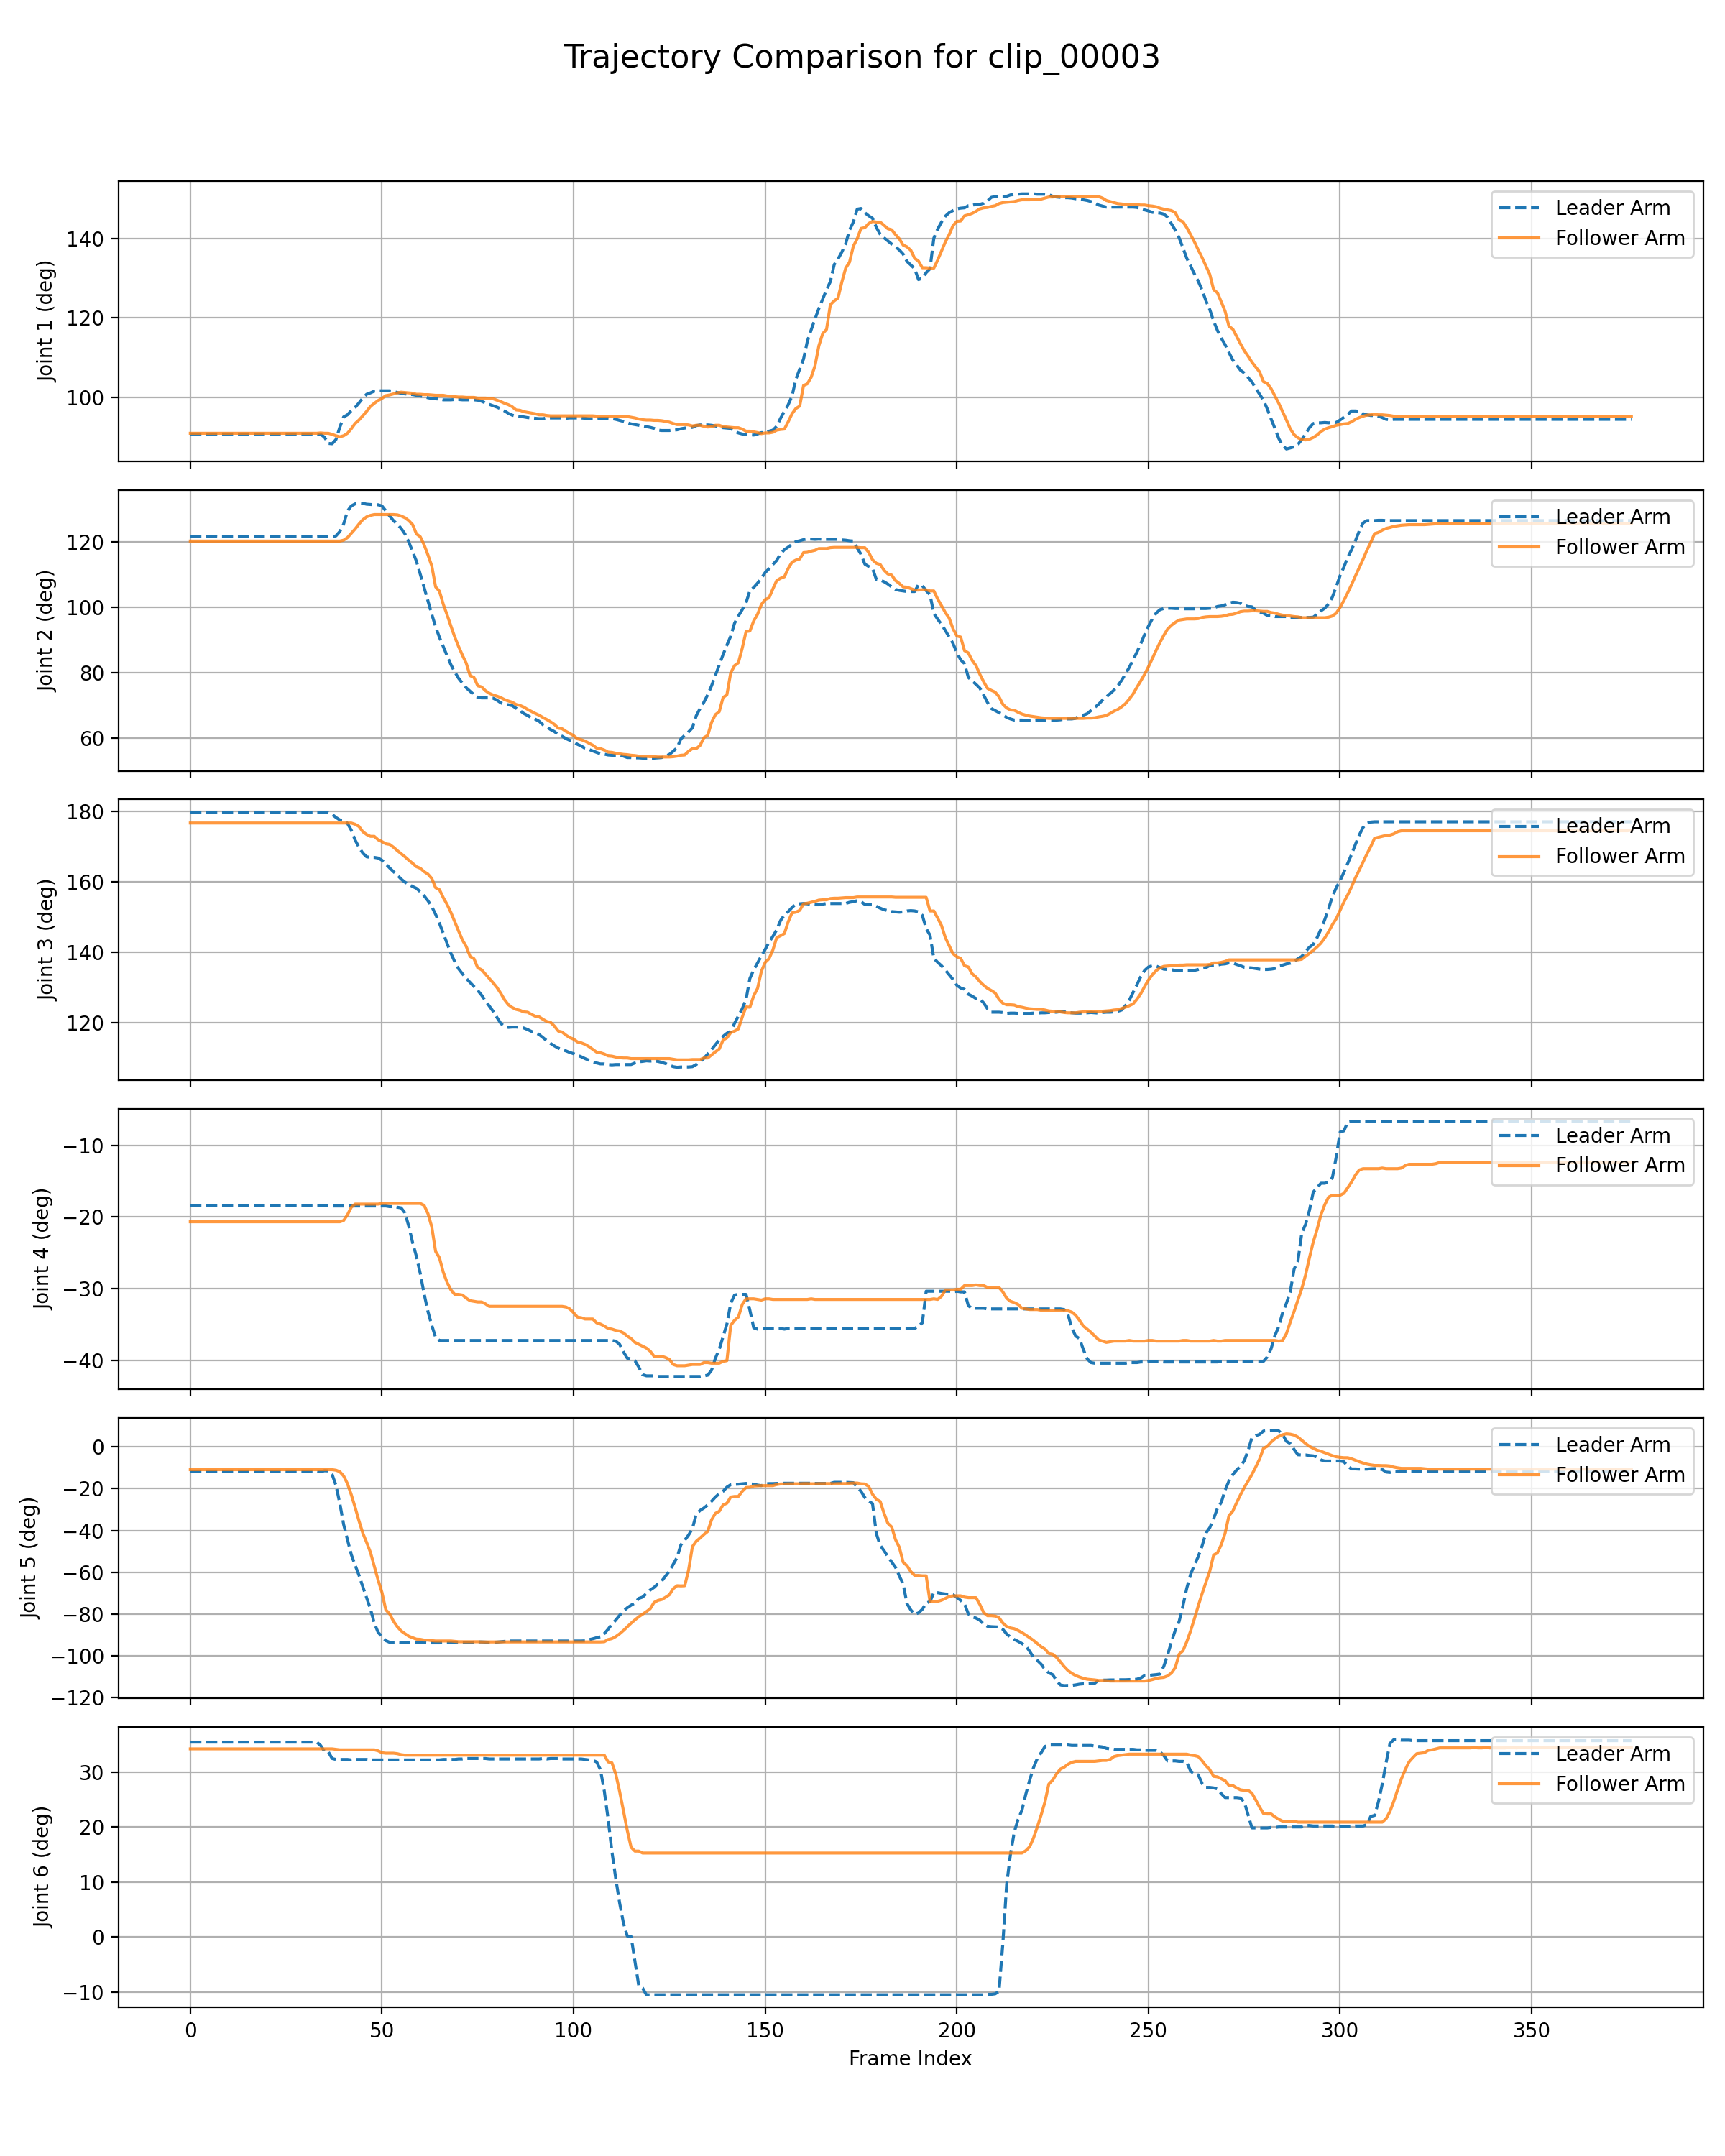 Trajectory Comparison for clip_00003
Joint 1 (deg)
140
120
100
Leader Arm
Follower Arm
Joint 2 (deg)
120
100
80
60
Leader Arm
Follower Arm
Joint 3 (deg)
180
160
140
120
Leader Arm
Follower Arm
Joint 4 (deg)
−10
−20
−30
−40
Leader Arm
Follower Arm
Joint 5 (deg)
0
−20
−40
−60
−80
−100
−120
Leader Arm
Follower Arm
Joint 6 (deg)
30
20
10
0
−10
Leader Arm
Follower Arm
0 50 100 150 200 250 300 350
Frame Index